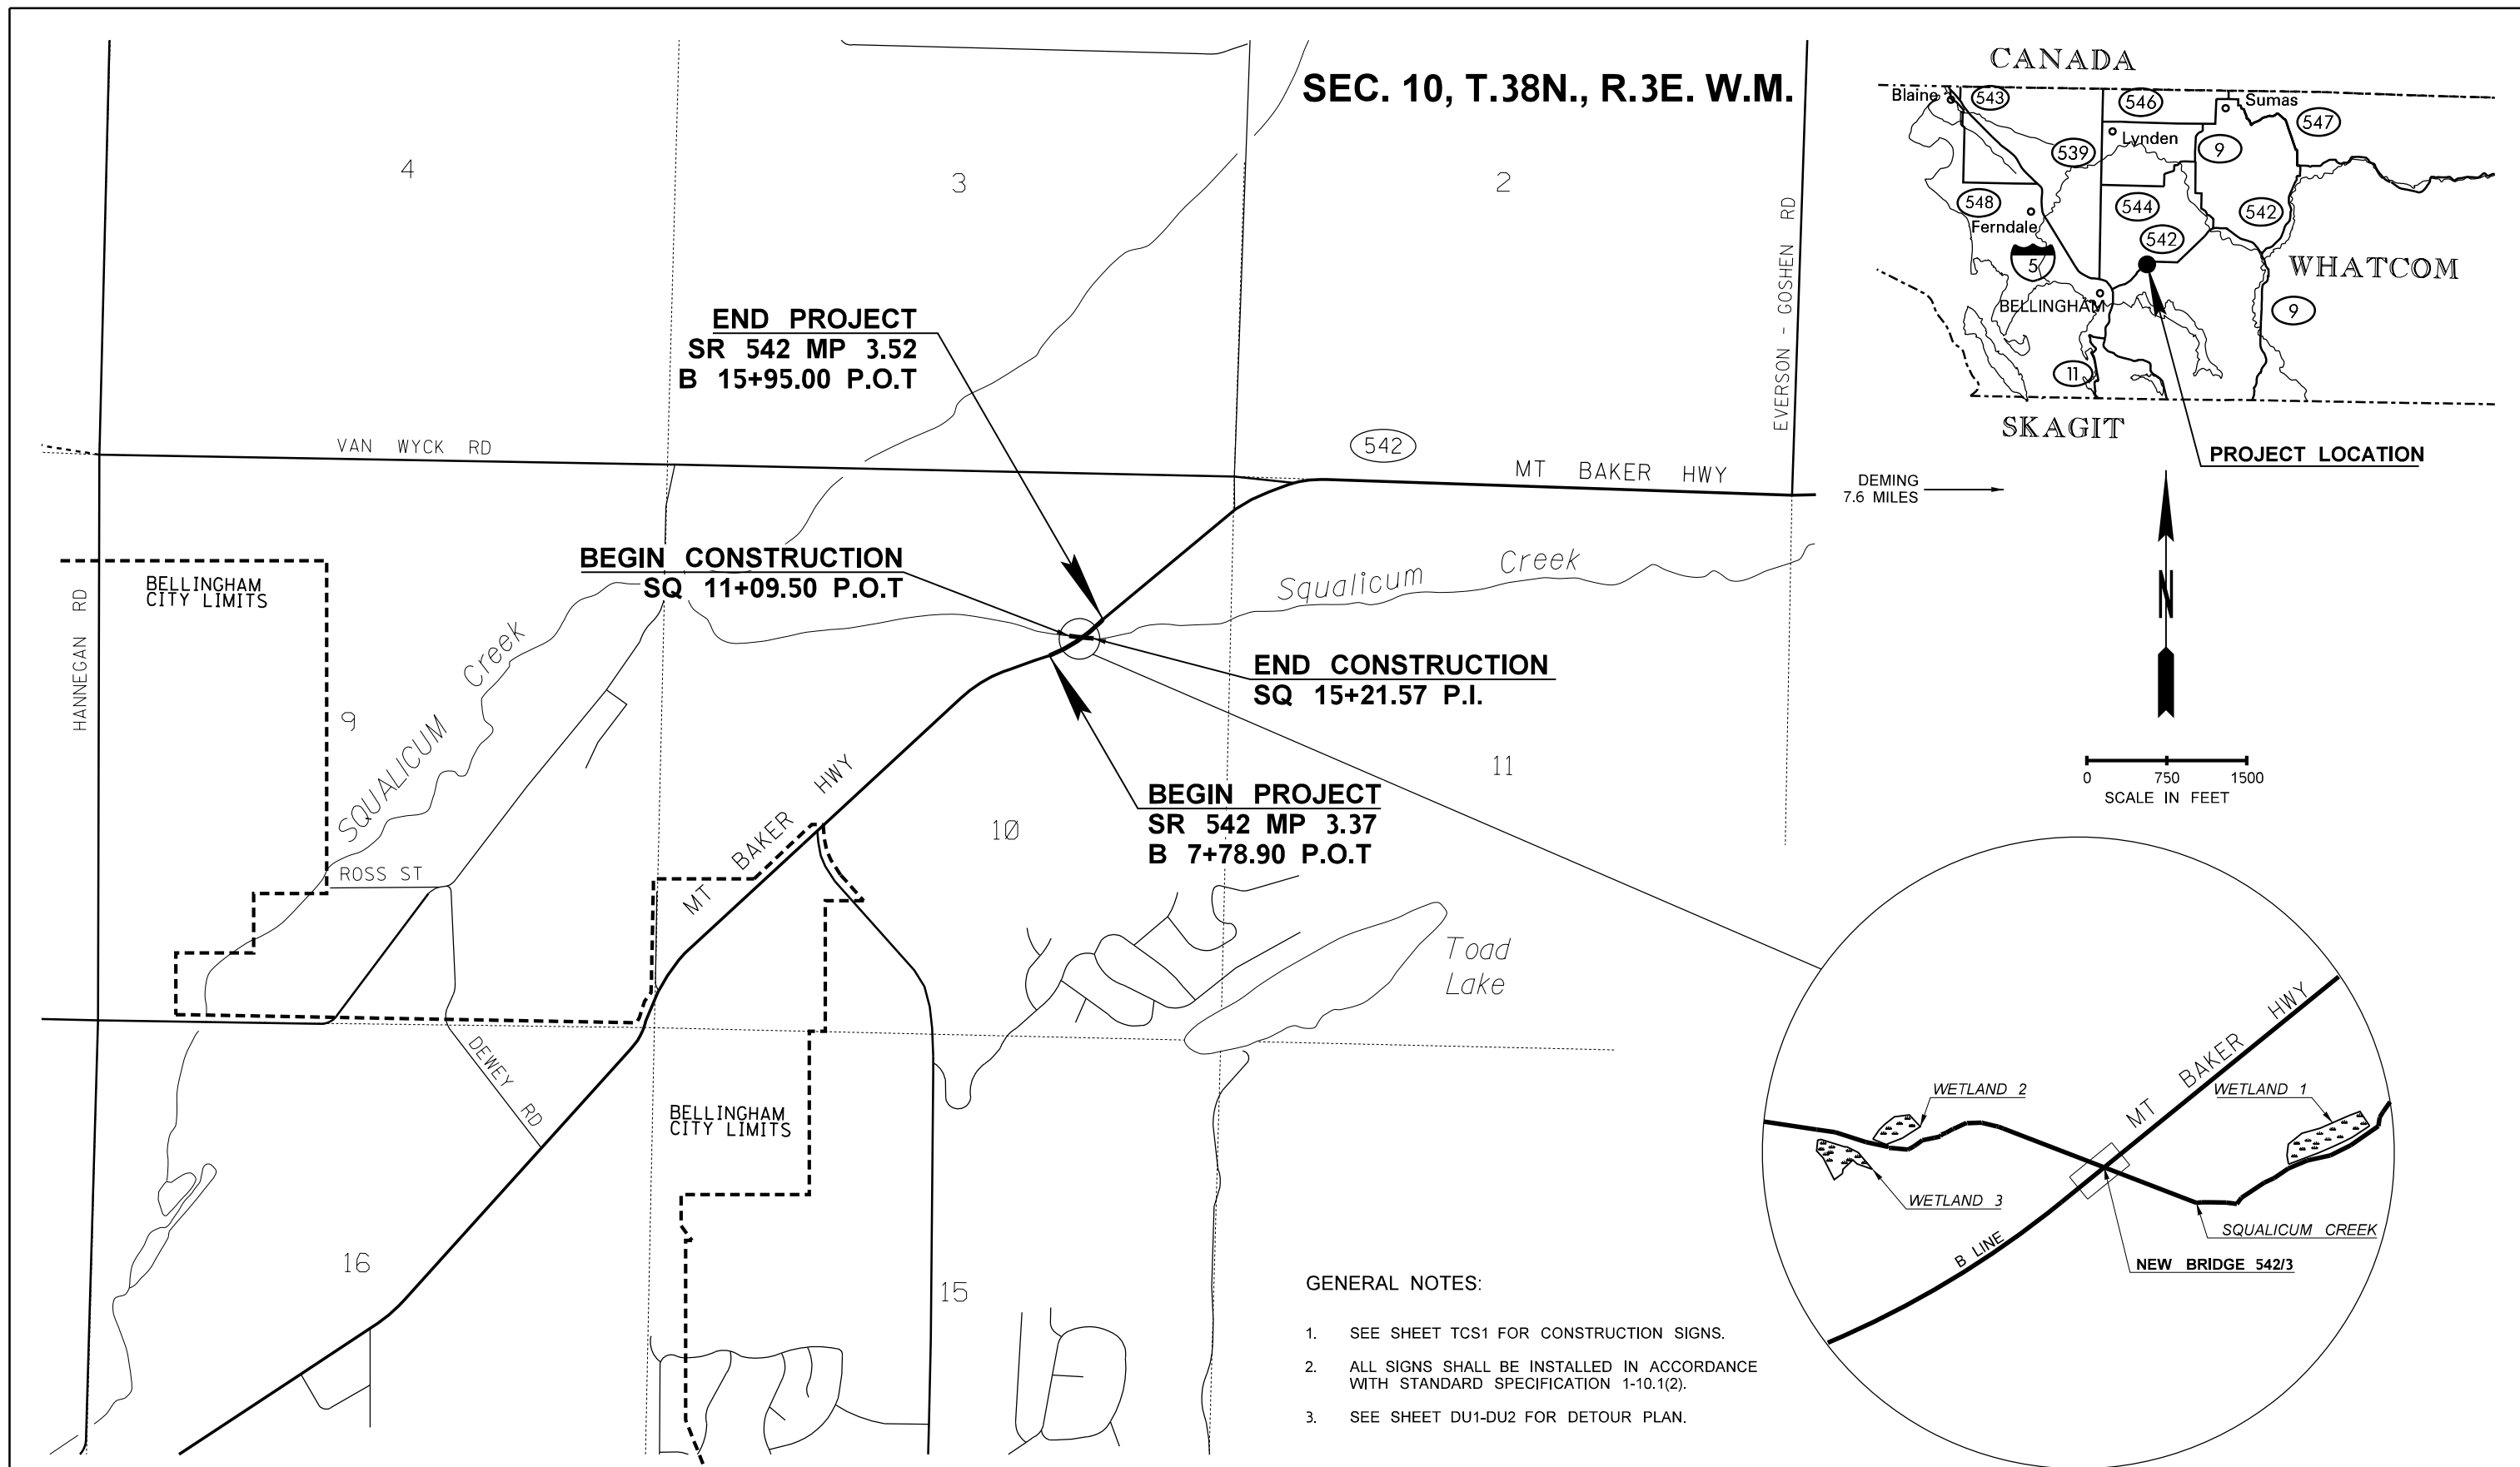 SEC. 10, T.38N., R.3E. W.M.
4
3
2
END PROJECT
SR 542 MP 3.52
B 15+95.00 P.O.T
VAN WYCK RD
542
MT BAKER HWY
EVERSON - GOSHEN RD
DEMING
7.6 MILES
BEGIN CONSTRUCTION
SQ 11+09.50 P.O.T
Squalicum Creek
BELLINGHAM
CITY LIMITS
HANNEGAN RD
END CONSTRUCTION
SQ 15+21.57 P.I.
9
SQUALICUM Creek
11
10
BEGIN PROJECT
SR 542 MP 3.37
B 7+78.90 P.O.T
MT BAKER HWY
ROSS ST
Toad
Lake
DEWEY RD
BELLINGHAM
CITY LIMITS
16
15
CANADA
Blaine
543
546
Sumas
547
Lynden
539
9
548
544
542
Ferndale
542
5
WHATCOM
BELLINGHAM
9
11
SKAGIT
PROJECT LOCATION
N
0 750 1500
SCALE IN FEET
MT BAKER HWY
WETLAND 2
WETLAND 1
WETLAND 3
SQUALICUM CREEK
B LINE
NEW BRIDGE 542/3
GENERAL NOTES:
1. SEE SHEET TCS1 FOR CONSTRUCTION SIGNS.
2. ALL SIGNS SHALL BE INSTALLED IN ACCORDANCE
WITH STANDARD SPECIFICATION 1-10.1(2).
3. SEE SHEET DU1-DU2 FOR DETOUR PLAN.